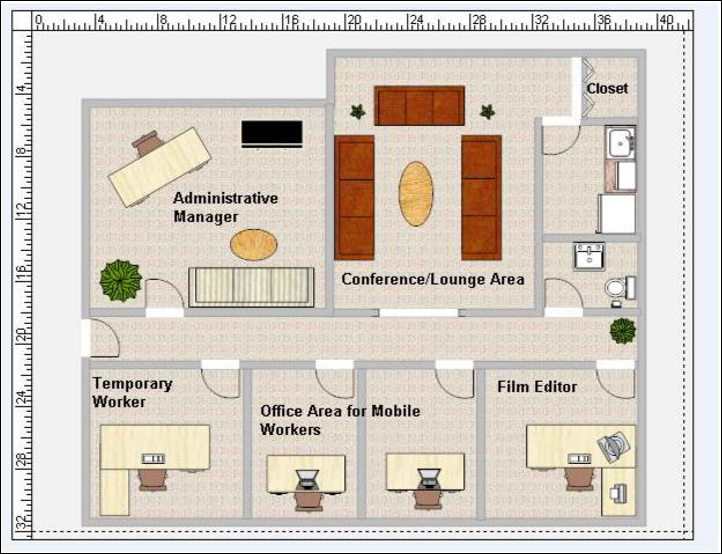 0 4 8 12 16 20 24 28 32 36 40
4
Closet
8
12
Administrative
Manager
16
Conference/Lounge Area
20
Temporary
Worker
24
Office Area for Mobile
Workers
Film Editor
28
32